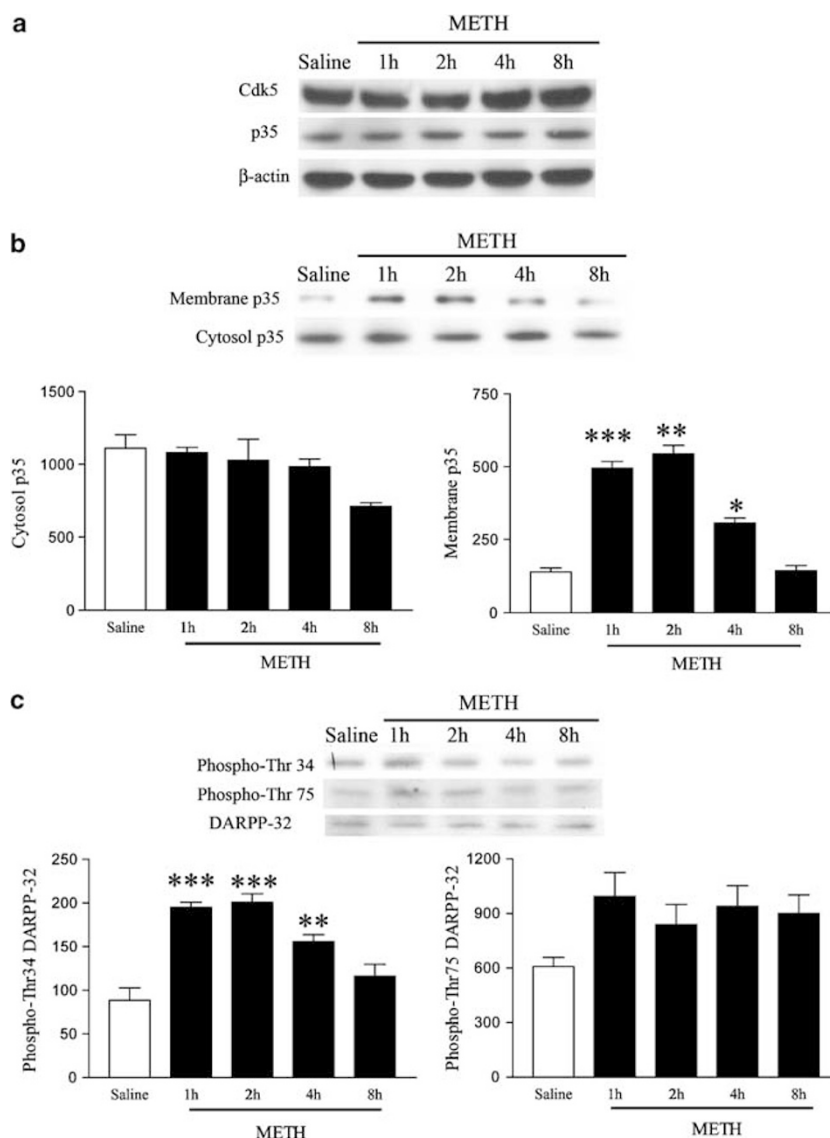 a
METH
Saline 1h 2h 4h 8h
Cdk5
p35
β-actin
b
METH
Saline 1h 2h 4h 8h
Membrane p35
Cytosol p35
1500
1000
500
0
Cytosol p35
Saline 1h 2h 4h 8h
METH
750
500
250
0
Membrane p35
*** ** *
Saline 1h 2h 4h 8h
METH
c
METH
Saline 1h 2h 4h 8h
Phospho-Thr 34
Phospho-Thr 75
DARPP-32
250
200
150
100
50
0
Phospho-Thr34 DARPP-32
*** *** **
Saline 1h 2h 4h 8h
METH
1200
900
600
300
0
Phospho-Thr75 DARPP-32
Saline 1h 2h 4h 8h
METH